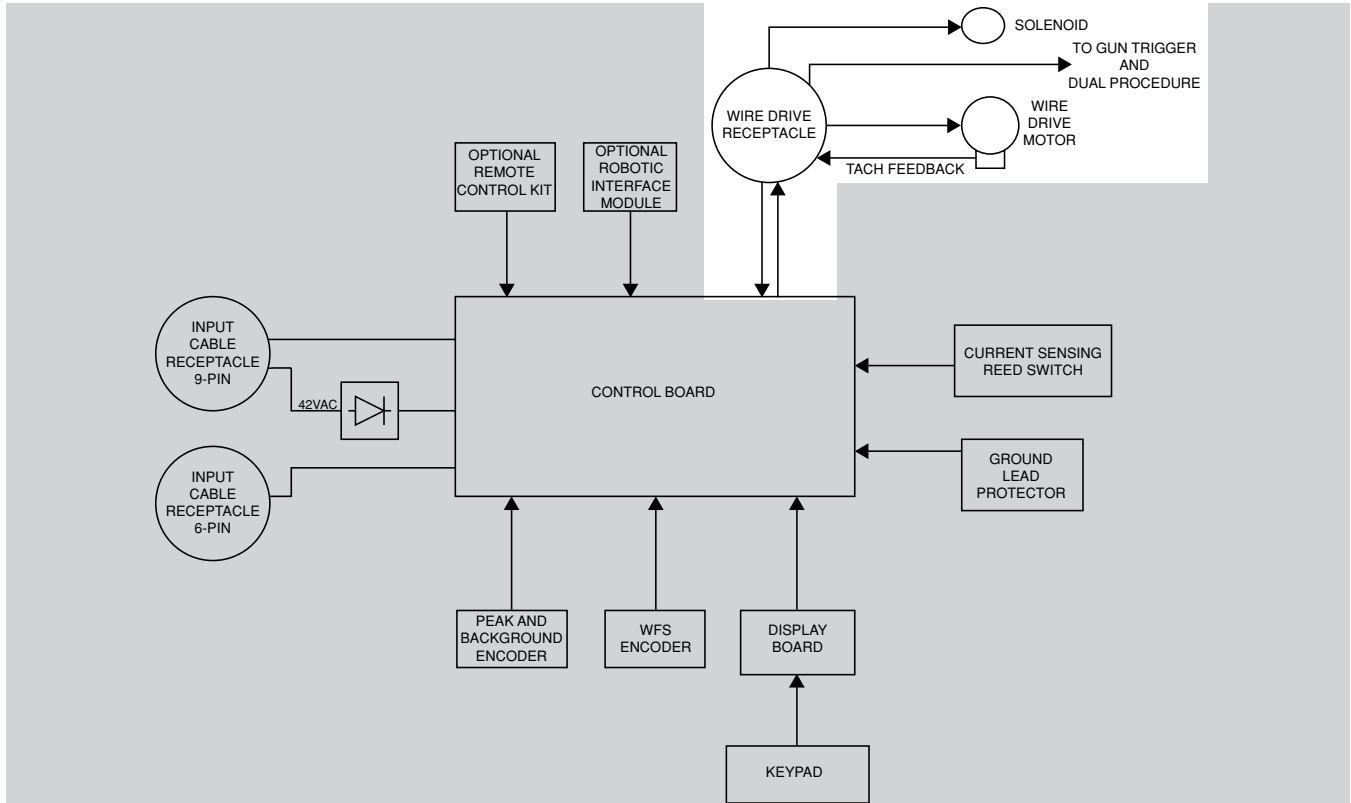 SOLENOID
TO GUN TRIGGER
AND
DUAL PROCEDURE
WIRE DRIVE
RECEPTACLE
WIRE
DRIVE
MOTOR
TACH FEEDBACK
OPTIONAL
REMOTE
CONTROL KIT
OPTIONAL
ROBOTIC
INTERFACE
MODULE
INPUT
CABLE
RECEPTACLE
9-PIN
42VAC
CONTROL BOARD
CURRENT SENSING
REED SWITCH
INPUT
CABLE
RECEPTACLE
6-PIN
GROUND
LEAD
PROTECTOR
PEAK AND
BACKGROUND
ENCODER
WFS
ENCODER
DISPLAY
BOARD
KEYPAD